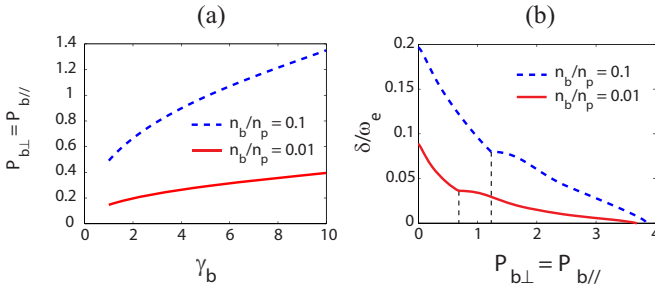 (a)
1.4
1.2
1
0.8
0.6
0.4
0.2
0
P_b⊥ = P_b//
n_b/n_p = 0.1
n_b/n_p = 0.01
0 2 4 6 8 10
γ_b
(b)
0.2
0.15
0.1
0.05
0
δ/ω_e
n_b/n_p = 0.1
n_b/n_p = 0.01
0 1 2 3 4
P_b⊥ = P_b//